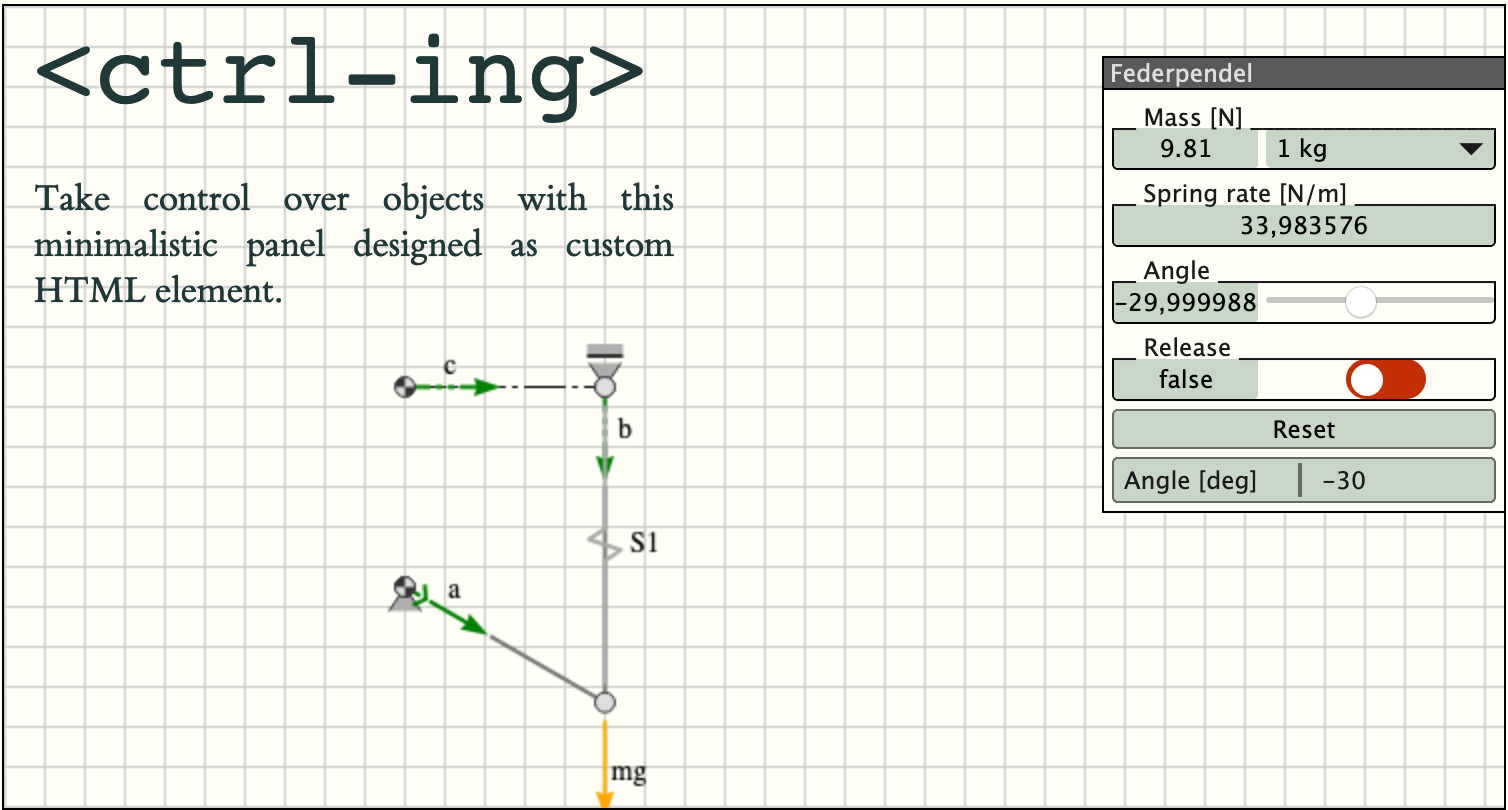 <ctrl-ing>
Take control over objects with this
minimalistic panel designed as custom
HTML element.
Federpendel
Mass [N]
9.81 1 kg
Spring rate [N/m]
33,983576
Angle
-29,999988
Release
false
Reset
Angle [deg] -30
c
b
S1
a
mg